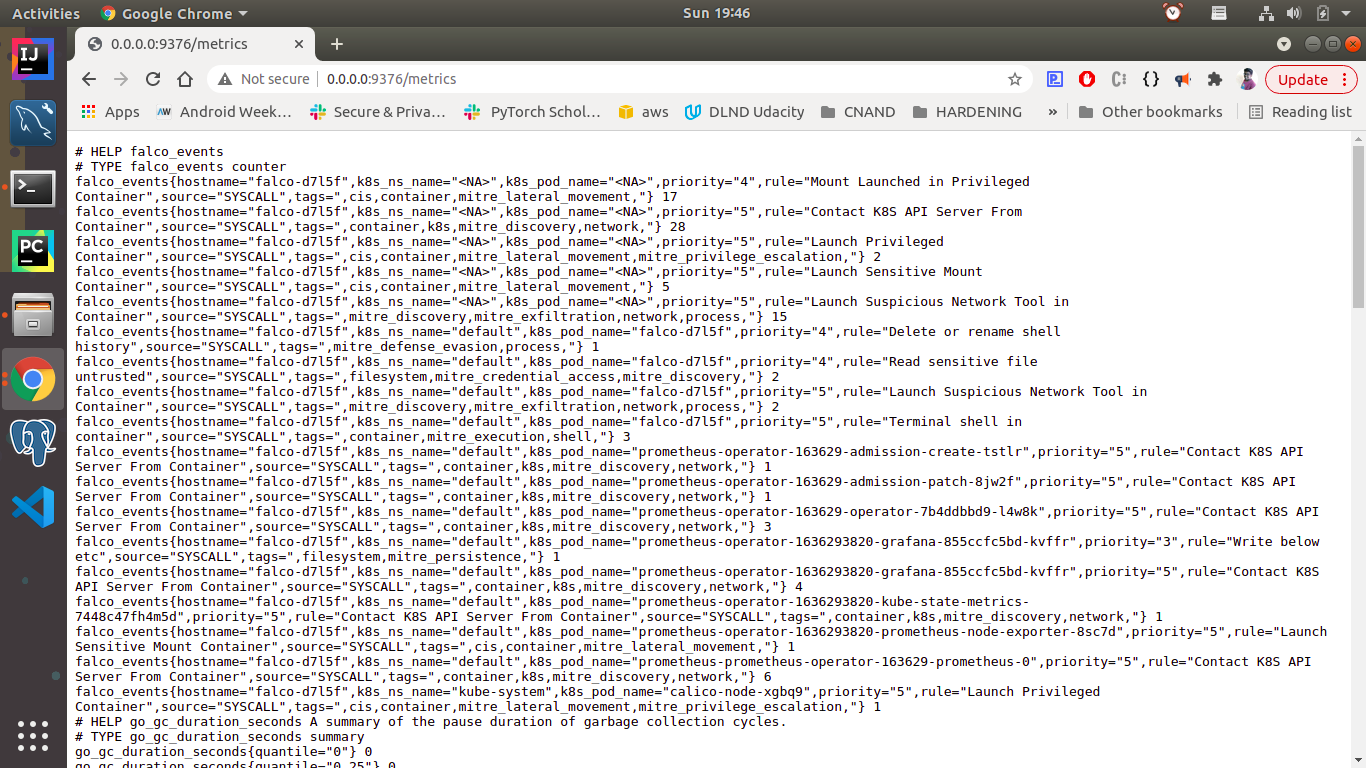 Activities
Google Chrome
Sun 19:46
0.0.0.0:9376/metrics
Not secure
0.0.0.0:9376/metrics
Update
Apps
Android Week…
Secure & Priva…
PyTorch Schol…
aws
DLND Udacity
CNAND
HARDENING
»
Other bookmarks
Reading list
IJ
PC
# HELP falco_events
# TYPE falco_events counter
falco_events{hostname="falco-d7l5f",k8s_ns_name="<NA>",k8s_pod_name="<NA>",priority="4",rule="Mount Launched in Privileged
Container",source="SYSCALL",tags=",cis,container,mitre_lateral_movement,"} 17
falco_events{hostname="falco-d7l5f",k8s_ns_name="<NA>",k8s_pod_name="<NA>",priority="5",rule="Contact K8S API Server From
Container",source="SYSCALL",tags=",container,k8s,mitre_discovery,network,"} 28
falco_events{hostname="falco-d7l5f",k8s_ns_name="<NA>",k8s_pod_name="<NA>",priority="5",rule="Launch Privileged
Container",source="SYSCALL",tags=",cis,container,mitre_lateral_movement,mitre_privilege_escalation,"} 2
falco_events{hostname="falco-d7l5f",k8s_ns_name="<NA>",k8s_pod_name="<NA>",priority="5",rule="Launch Sensitive Mount
Container",source="SYSCALL",tags=",cis,container,mitre_lateral_movement,"} 5
falco_events{hostname="falco-d7l5f",k8s_ns_name="<NA>",k8s_pod_name="<NA>",priority="5",rule="Launch Suspicious Network Tool in
Container",source="SYSCALL",tags=",mitre_discovery,mitre_exfiltration,network,process,"} 15
falco_events{hostname="falco-d7l5f",k8s_ns_name="default",k8s_pod_name="falco-d7l5f",priority="4",rule="Delete or rename shell
history",source="SYSCALL",tags=",mitre_defense_evasion,process,"} 1
falco_events{hostname="falco-d7l5f",k8s_ns_name="default",k8s_pod_name="falco-d7l5f",priority="4",rule="Read sensitive file
untrusted",source="SYSCALL",tags=",filesystem,mitre_credential_access,mitre_discovery,"} 2
falco_events{hostname="falco-d7l5f",k8s_ns_name="default",k8s_pod_name="falco-d7l5f",priority="5",rule="Launch Suspicious Network Tool in
Container",source="SYSCALL",tags=",mitre_discovery,mitre_exfiltration,network,process,"} 2
falco_events{hostname="falco-d7l5f",k8s_ns_name="default",k8s_pod_name="falco-d7l5f",priority="5",rule="Terminal shell in
container",source="SYSCALL",tags=",container,mitre_execution,shell,"} 3
falco_events{hostname="falco-d7l5f",k8s_ns_name="default",k8s_pod_name="prometheus-operator-163629-admission-create-tstlr",priority="5",rule="Contact K8S API
Server From Container",source="SYSCALL",tags=",container,k8s,mitre_discovery,network,"} 1
falco_events{hostname="falco-d7l5f",k8s_ns_name="default",k8s_pod_name="prometheus-operator-163629-admission-patch-8jw2f",priority="5",rule="Contact K8S API
Server From Container",source="SYSCALL",tags=",container,k8s,mitre_discovery,network,"} 1
falco_events{hostname="falco-d7l5f",k8s_ns_name="default",k8s_pod_name="prometheus-operator-163629-operator-7b4ddbbd9-l4w8k",priority="5",rule="Contact K8S API
Server From Container",source="SYSCALL",tags=",container,k8s,mitre_discovery,network,"} 3
falco_events{hostname="falco-d7l5f",k8s_ns_name="default",k8s_pod_name="prometheus-operator-1636293820-grafana-855ccfc5bd-kvffr",priority="3",rule="Write below
etc",source="SYSCALL",tags=",filesystem,mitre_persistence,"} 1
falco_events{hostname="falco-d7l5f",k8s_ns_name="default",k8s_pod_name="prometheus-operator-1636293820-grafana-855ccfc5bd-kvffr",priority="5",rule="Contact K8S
API Server From Container",source="SYSCALL",tags=",container,k8s,mitre_discovery,network,"} 4
falco_events{hostname="falco-d7l5f",k8s_ns_name="default",k8s_pod_name="prometheus-operator-1636293820-kube-state-metrics-
7448c47fh4m5d",priority="5",rule="Contact K8S API Server From Container",source="SYSCALL",tags=",container,k8s,mitre_discovery,network,"} 1
falco_events{hostname="falco-d7l5f",k8s_ns_name="default",k8s_pod_name="prometheus-operator-1636293820-prometheus-node-exporter-8sc7d",priority="5",rule="Launch
Sensitive Mount Container",source="SYSCALL",tags=",cis,container,mitre_lateral_movement,"} 1
falco_events{hostname="falco-d7l5f",k8s_ns_name="default",k8s_pod_name="prometheus-prometheus-operator-163629-prometheus-0",priority="5",rule="Contact K8S API
Server From Container",source="SYSCALL",tags=",container,k8s,mitre_discovery,network,"} 6
falco_events{hostname="falco-d7l5f",k8s_ns_name="kube-system",k8s_pod_name="calico-node-xgbq9",priority="5",rule="Launch Privileged
Container",source="SYSCALL",tags=",cis,container,mitre_lateral_movement,mitre_privilege_escalation,"} 1
# HELP go_gc_duration_seconds A summary of the pause duration of garbage collection cycles.
# TYPE go_gc_duration_seconds summary
go_gc_duration_seconds{quantile="0"} 0
go_gc_duration_seconds{quantile="0.25"} 0